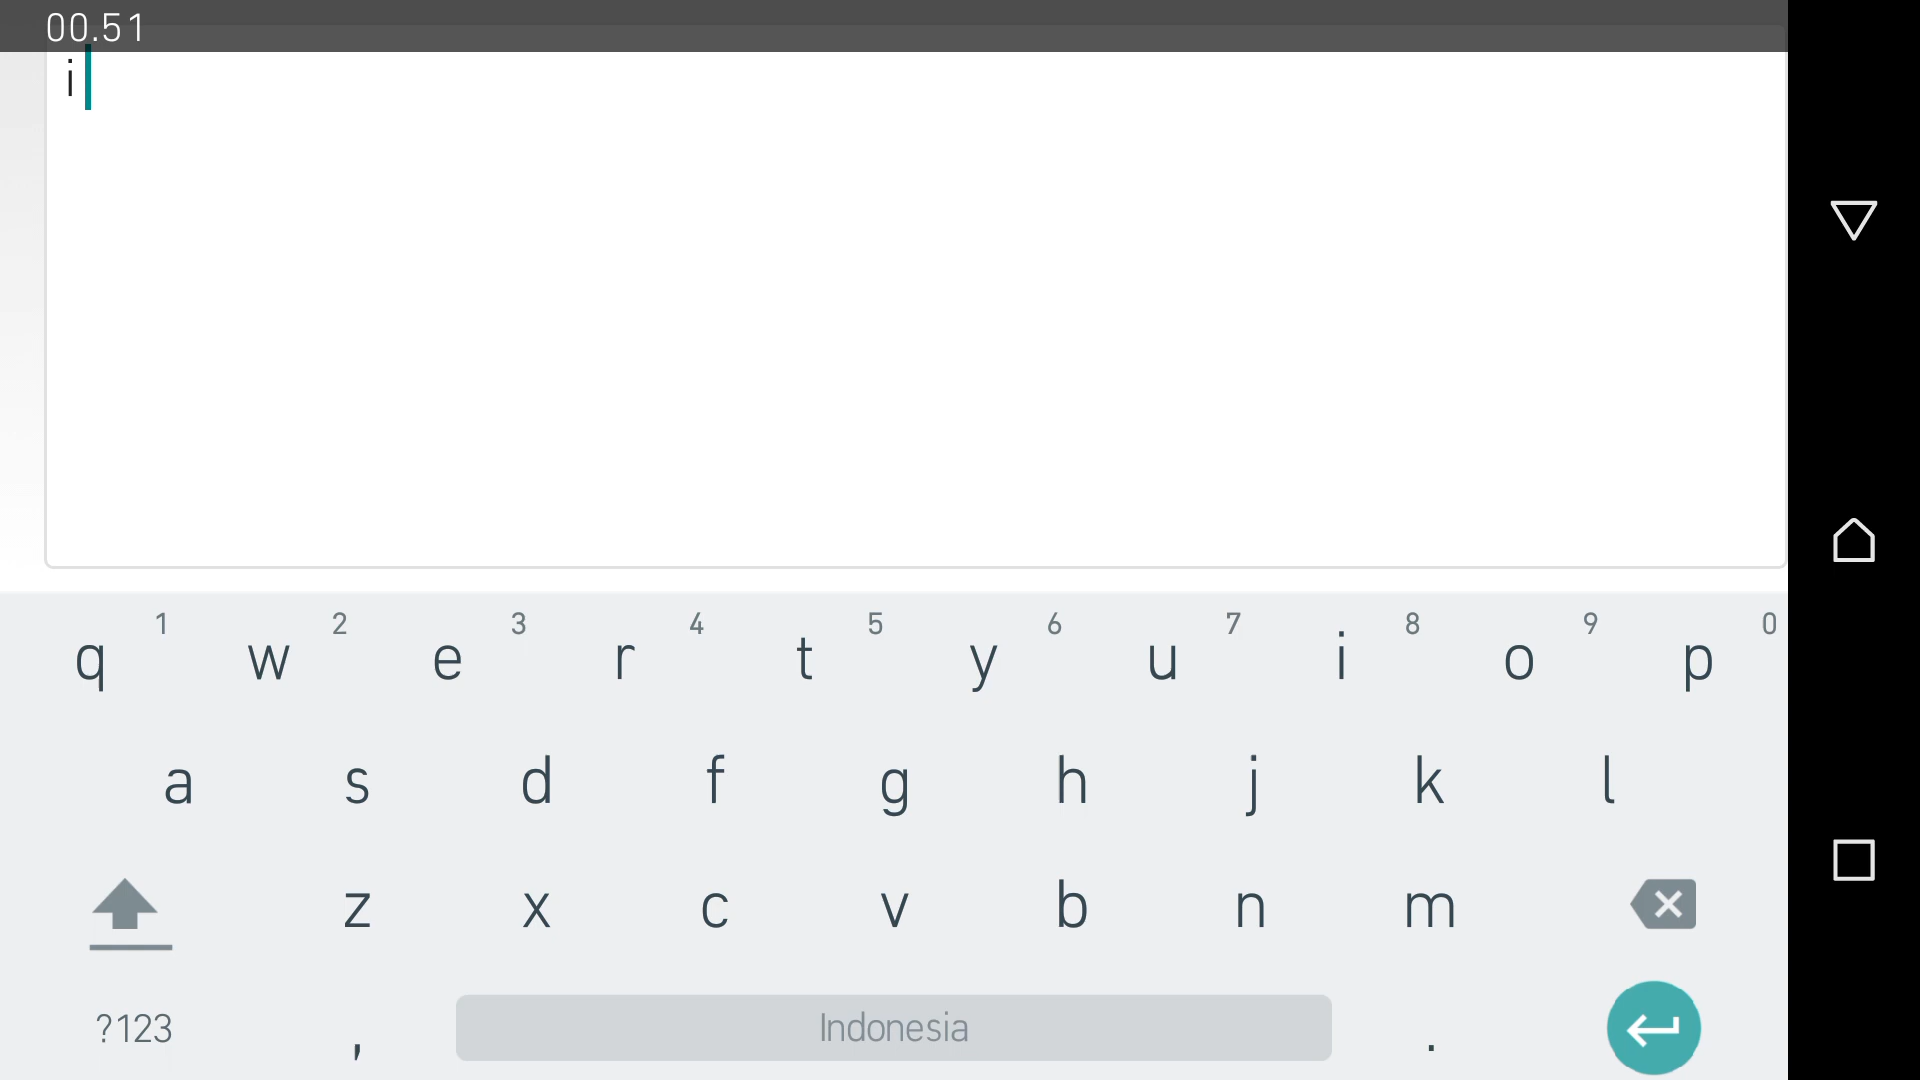 00.51
i
1 2 3 4 5 6 7 8 9 0
q w e r t y u i o p
a s d f g h j k l
z x c v b n m
?123 , Indonesia .